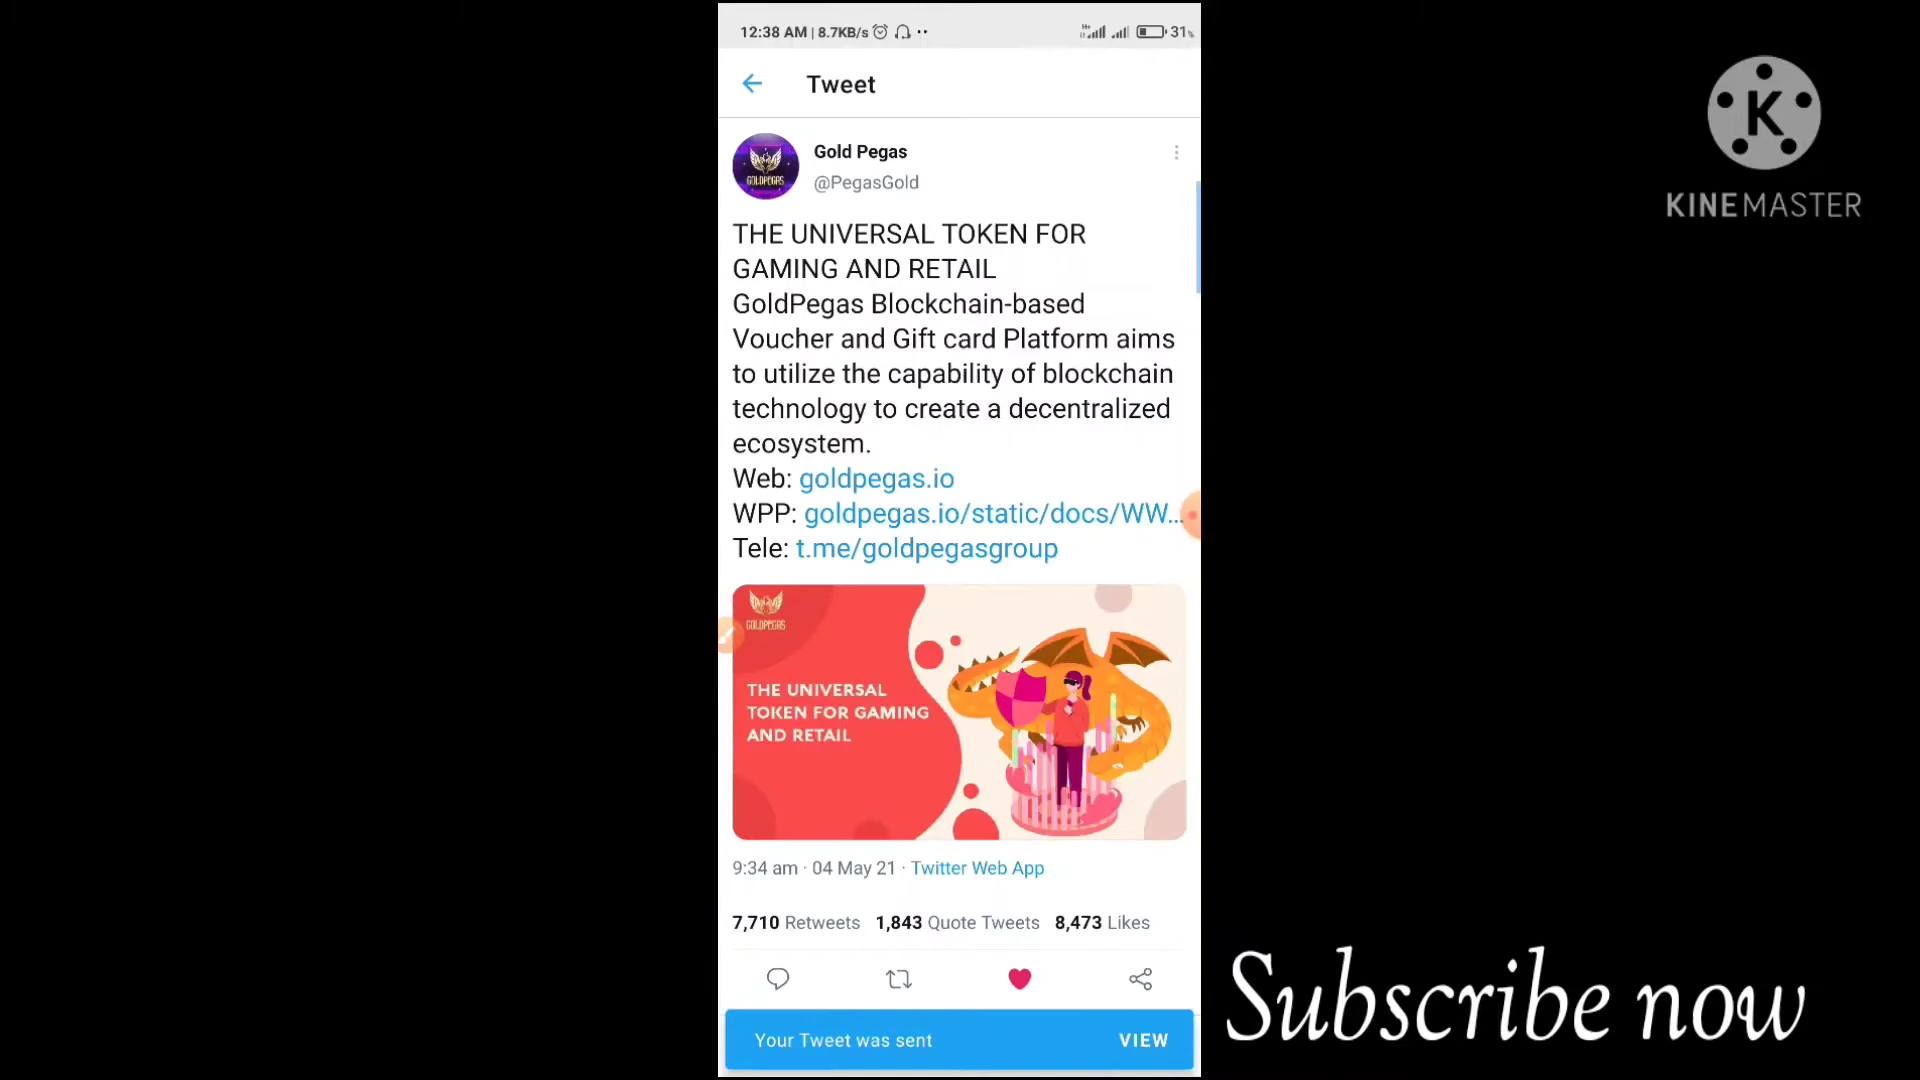 12:38 AM | 8.7KB/s
31%
Tweet
Gold Pegas
@PegasGold
THE UNIVERSAL TOKEN FOR
GAMING AND RETAIL
GoldPegas Blockchain-based
Voucher and Gift card Platform aims
to utilize the capability of blockchain
technology to create a decentralized
ecosystem.
Web: goldpegas.io
WPP: goldpegas.io/static/docs/WW...
Tele: t.me/goldpegasgroup
GOLDPEGAS
THE UNIVERSAL
TOKEN FOR GAMING
AND RETAIL
9:34 am · 04 May 21 · Twitter Web App
7,710 Retweets 1,843 Quote Tweets 8,473 Likes
Your Tweet was sent VIEW
K
KINEMASTER
Subscribe now